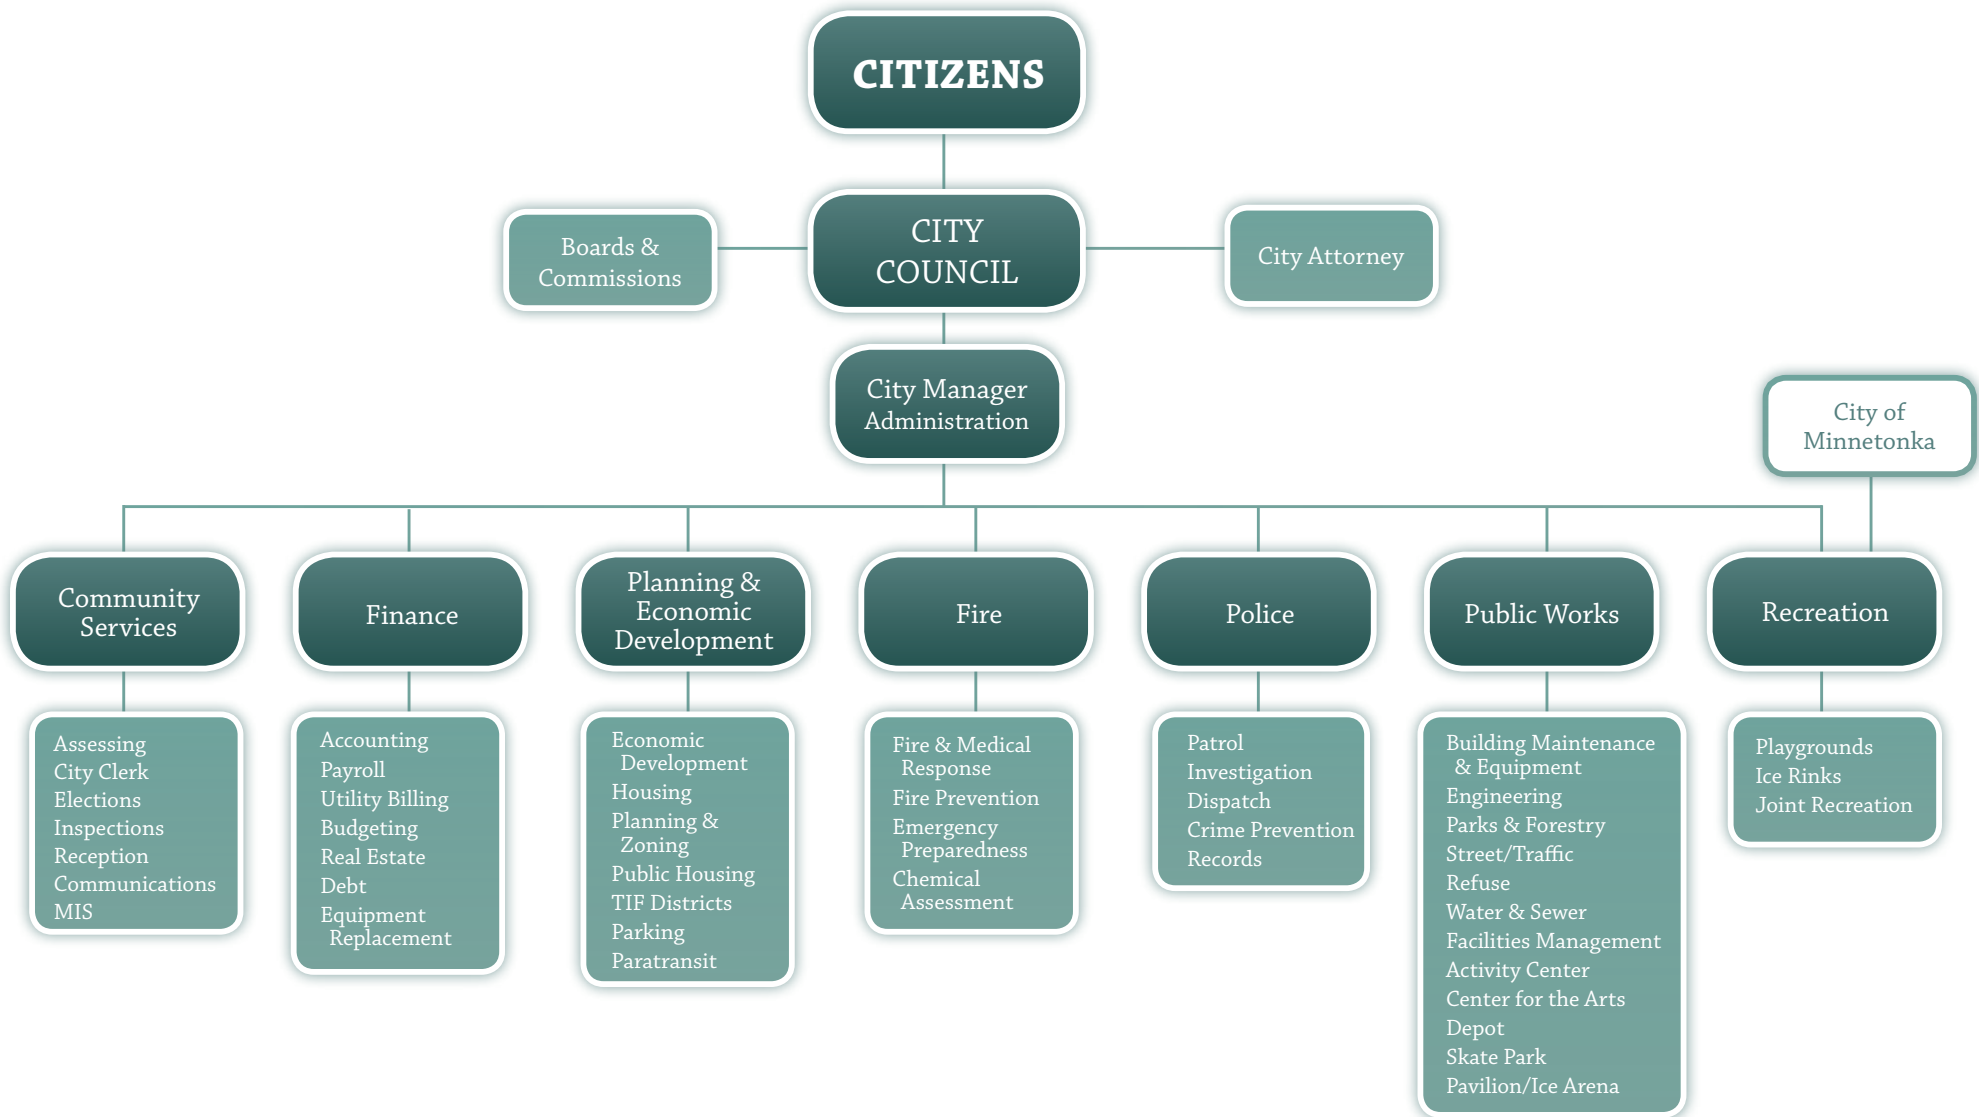 CITIZENS
Boards &
Commissions
CITY
COUNCIL
City Attorney
City Manager
Administration
City of
Minnetonka
Community
Services
Finance
Planning &
Economic
Development
Fire
Police
Public Works
Recreation
Assessing
City Clerk
Elections
Inspections
Reception
Communications
MIS
Accounting
Payroll
Utility Billing
Budgeting
Real Estate
Debt
Equipment
Replacement
Economic
Development
Housing
Planning &
Zoning
Public Housing
TIF Districts
Parking
Paratransit
Fire & Medical
Response
Fire Prevention
Emergency
Preparedness
Chemical
Assessment
Patrol
Investigation
Dispatch
Crime Prevention
Records
Building Maintenance
& Equipment
Engineering
Parks & Forestry
Street/Traffic
Refuse
Water & Sewer
Facilities Management
Activity Center
Center for the Arts
Depot
Skate Park
Pavilion/Ice Arena
Playgrounds
Ice Rinks
Joint Recreation